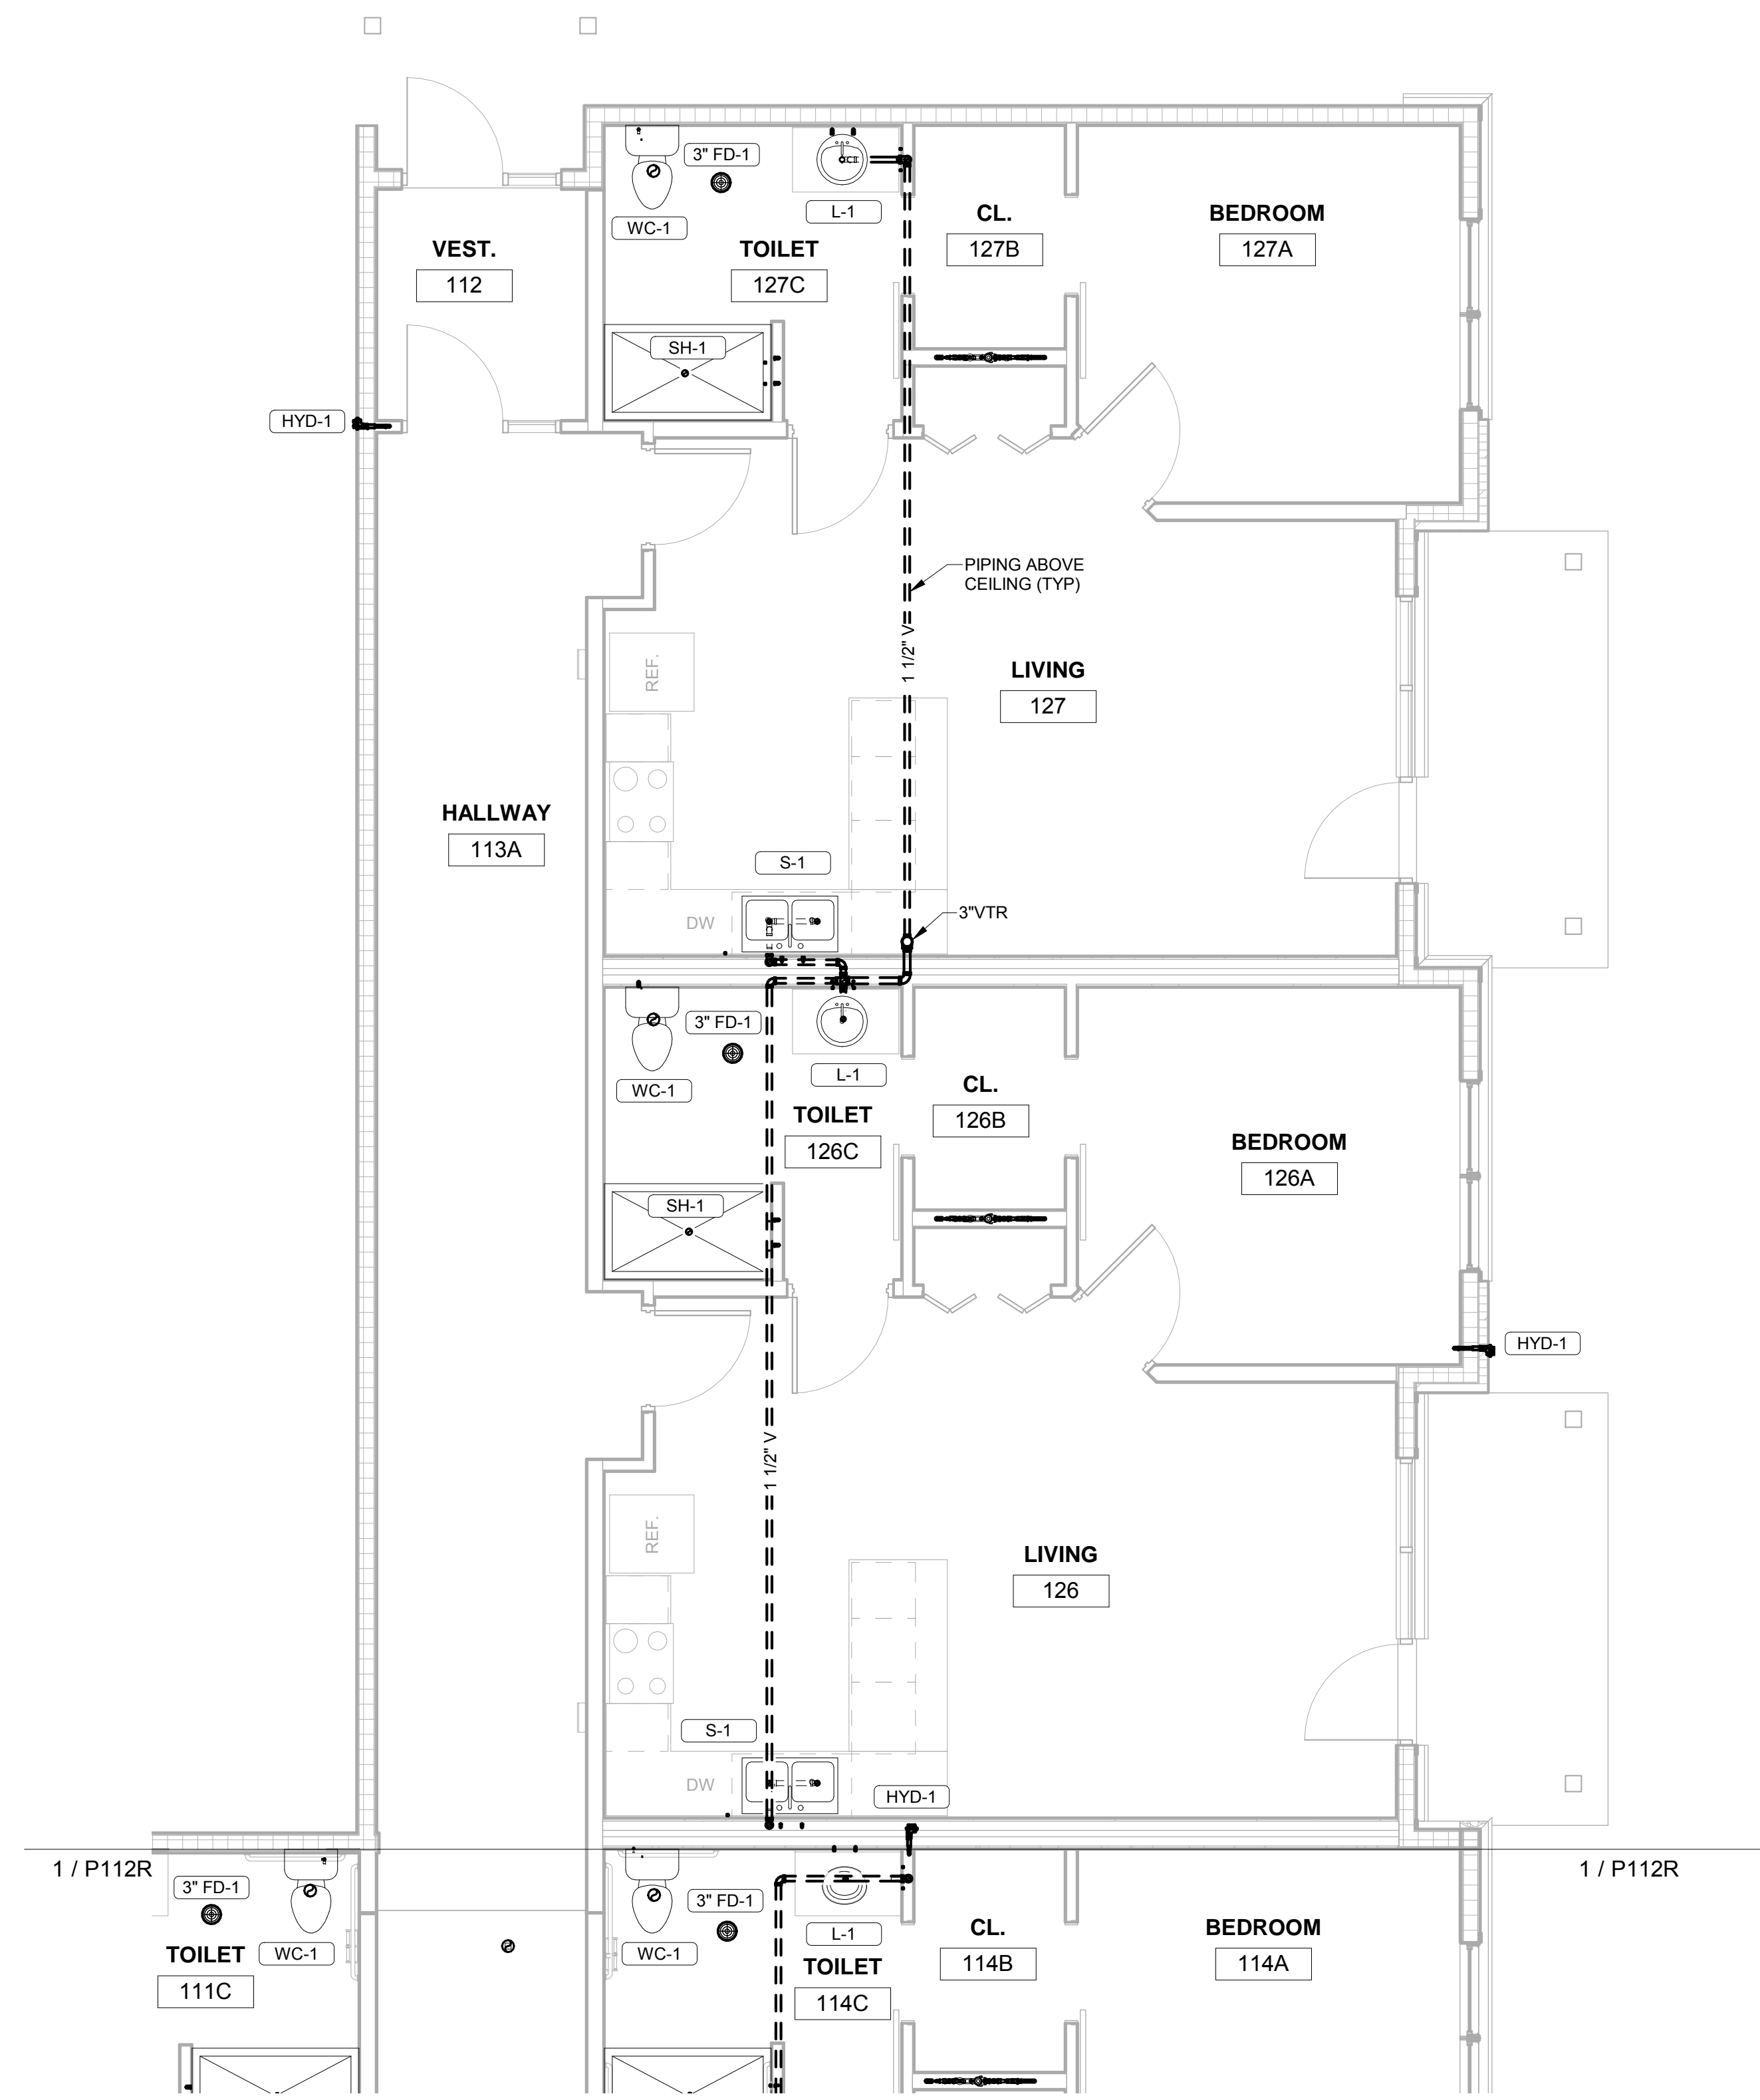 3" FD-1
WC-1
L-1
TOILET
127C
CL.
127B
BEDROOM
127A
VEST.
112
SH-1
HYD-1
PIPING ABOVE
CEILING (TYP)
1 1/2" V
REF.
LIVING
127
HALLWAY
113A
S-1
DW
3"VTR
3" FD-1
WC-1
L-1
TOILET
126C
CL.
126B
BEDROOM
126A
SH-1
HYD-1
1 1/2" V
REF.
LIVING
126
S-1
DW
HYD-1
1 / P112R
1 / P112R
3" FD-1
TOILET
111C
WC-1
WC-1
3" FD-1
L-1
TOILET
114C
CL.
114B
BEDROOM
114A